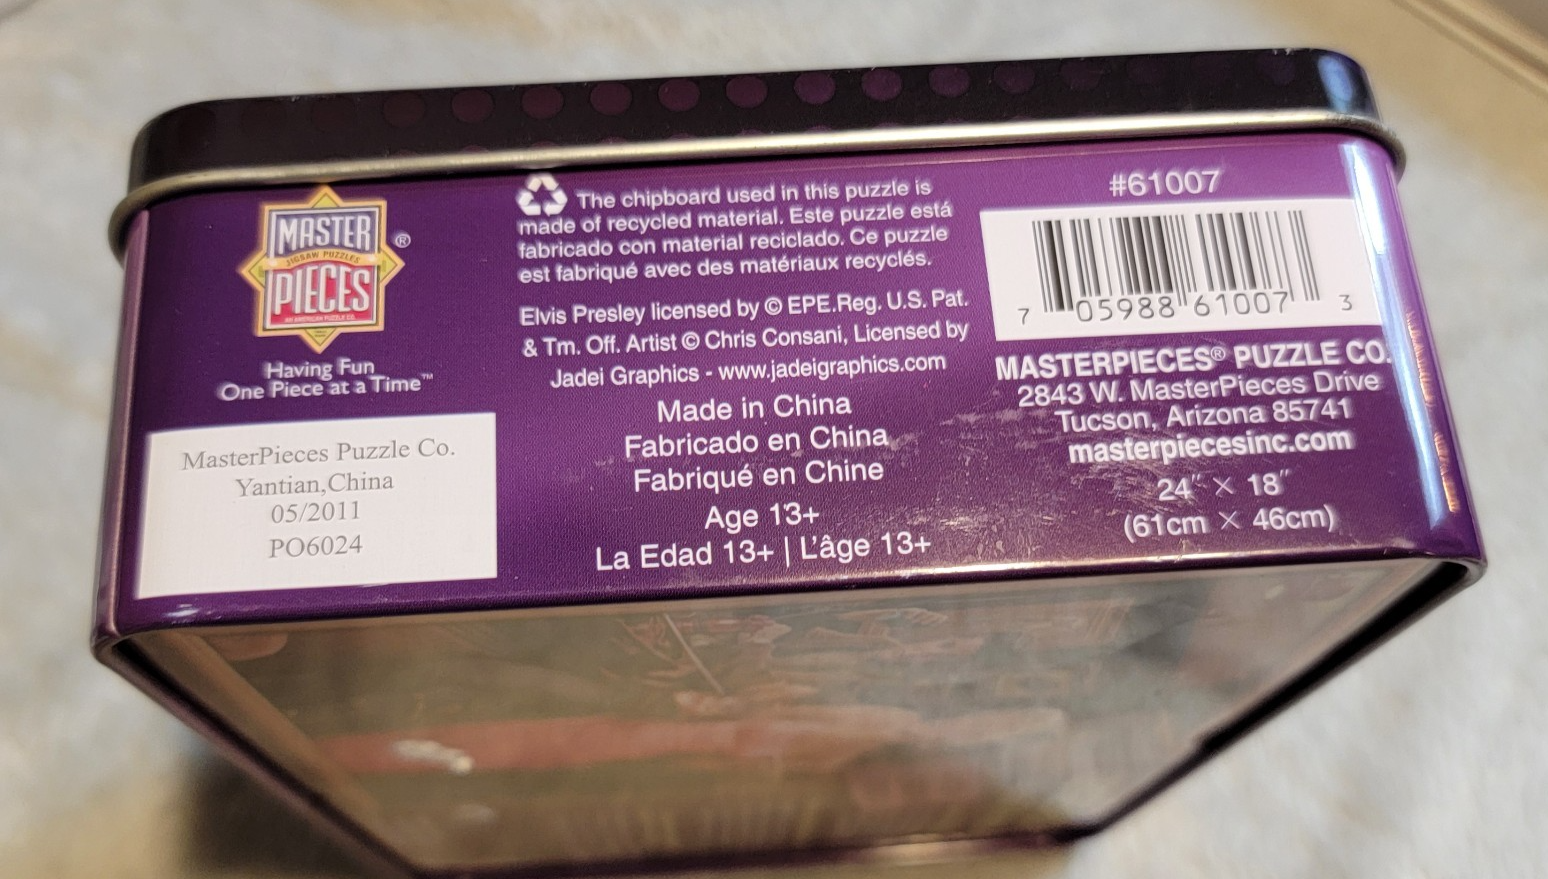 MASTER
JIGSAW PUZZLES
PIECES
AN AMERICAN PUZZLE CO.
®
Having Fun
One Piece at a Time™
MasterPieces Puzzle Co.
Yantian,China
05/2011
PO6024
The chipboard used in this puzzle is
made of recycled material. Este puzzle está
fabricado con material reciclado. Ce puzzle
est fabriqué avec des matériaux recyclés.
Elvis Presley licensed by © EPE.Reg. U.S. Pat.
& Tm. Off. Artist © Chris Consani, Licensed by
Jadei Graphics - www.jadeigraphics.com
Made in China
Fabricado en China
Fabriqué en Chine
Age 13+
La Edad 13+ | L'âge 13+
#61007
7 05988 61007 3
MASTERPIECES® PUZZLE CO.
2843 W. MasterPieces Drive
Tucson, Arizona 85741
masterpiecesinc.com
24" X 18"
(61cm X 46cm)